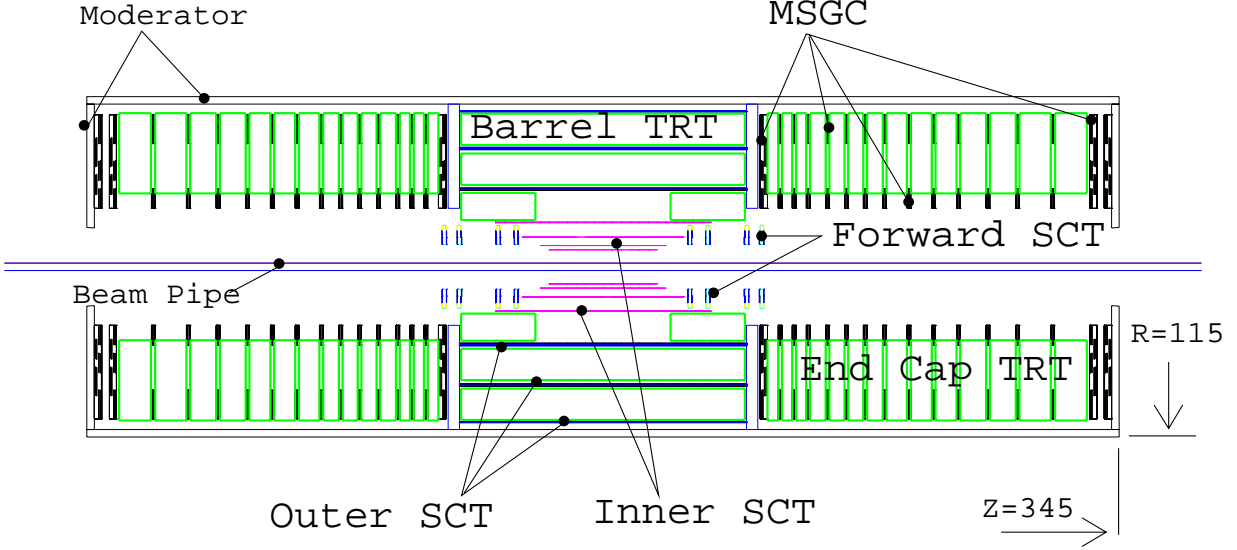 Moderator
MSGC
Barrel TRT
Forward SCT
Beam Pipe
R=115
End Cap TRT
Outer SCT
Inner SCT
Z=345